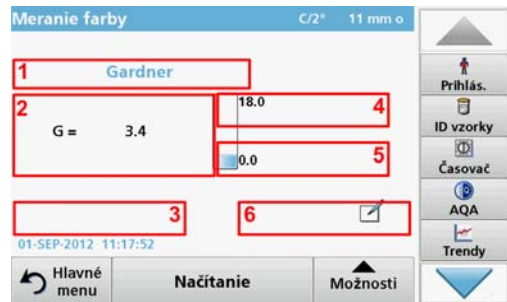 Meranie farby C/2° 11 mm o
1 Gardner
2
G = 3.4
18.0 4
0.0 5
3 6
01-SEP-2012 11:17:52
Hlavné menu
Načítanie
Možnosti
Prihlás.
ID vzorky
Časovač
AQA
Trendy